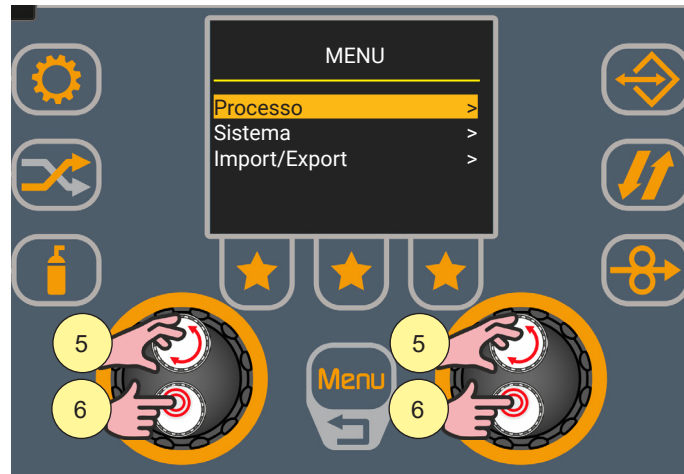 MENU
Processo >
Sistema >
Import/Export >
5
5
6
6
Menu